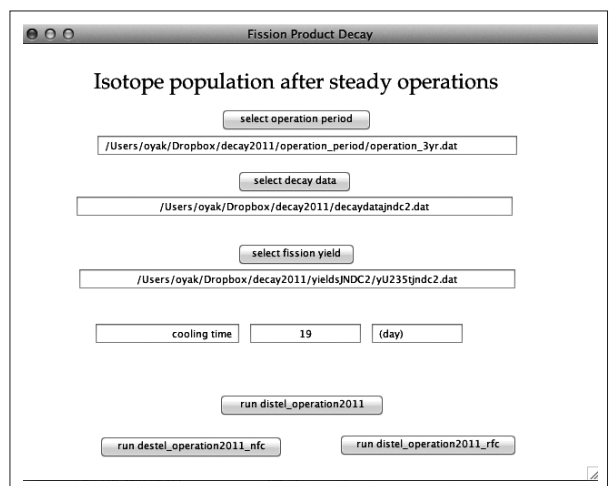 Fission Product Decay
Isotope population after steady operations
select operation period
/Users/oyak/Dropbox/decay2011/operation_period/operation_3yr.dat
select decay data
/Users/oyak/Dropbox/decay2011/decaydatajndc2.dat
select fission yield
/Users/oyak/Dropbox/decay2011/yieldsJNDC2/yU235tjndc2.dat
cooling time 19 (day)
run distel_operation2011
run destel_operation2011_nfc run distel_operation2011_rfc